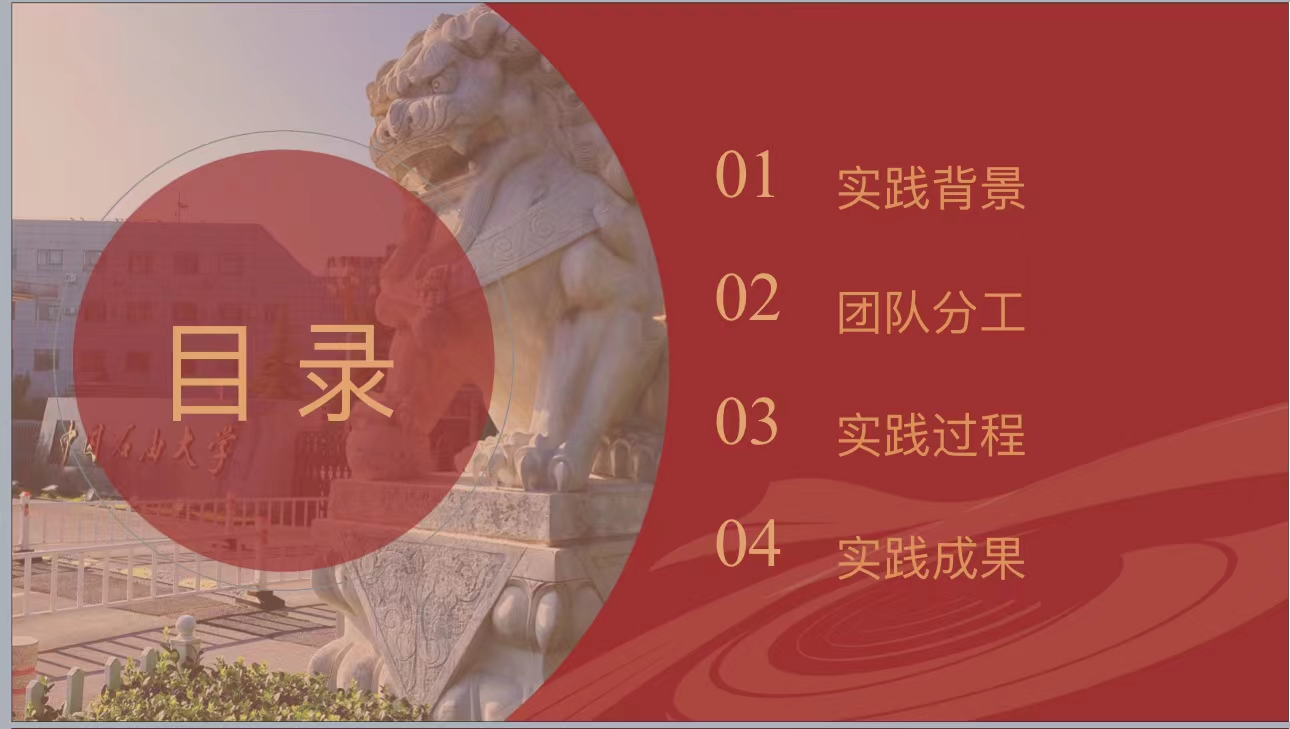 目录
中国石油大学
01 实践背景
02 团队分工
03 实践过程
04 实践成果